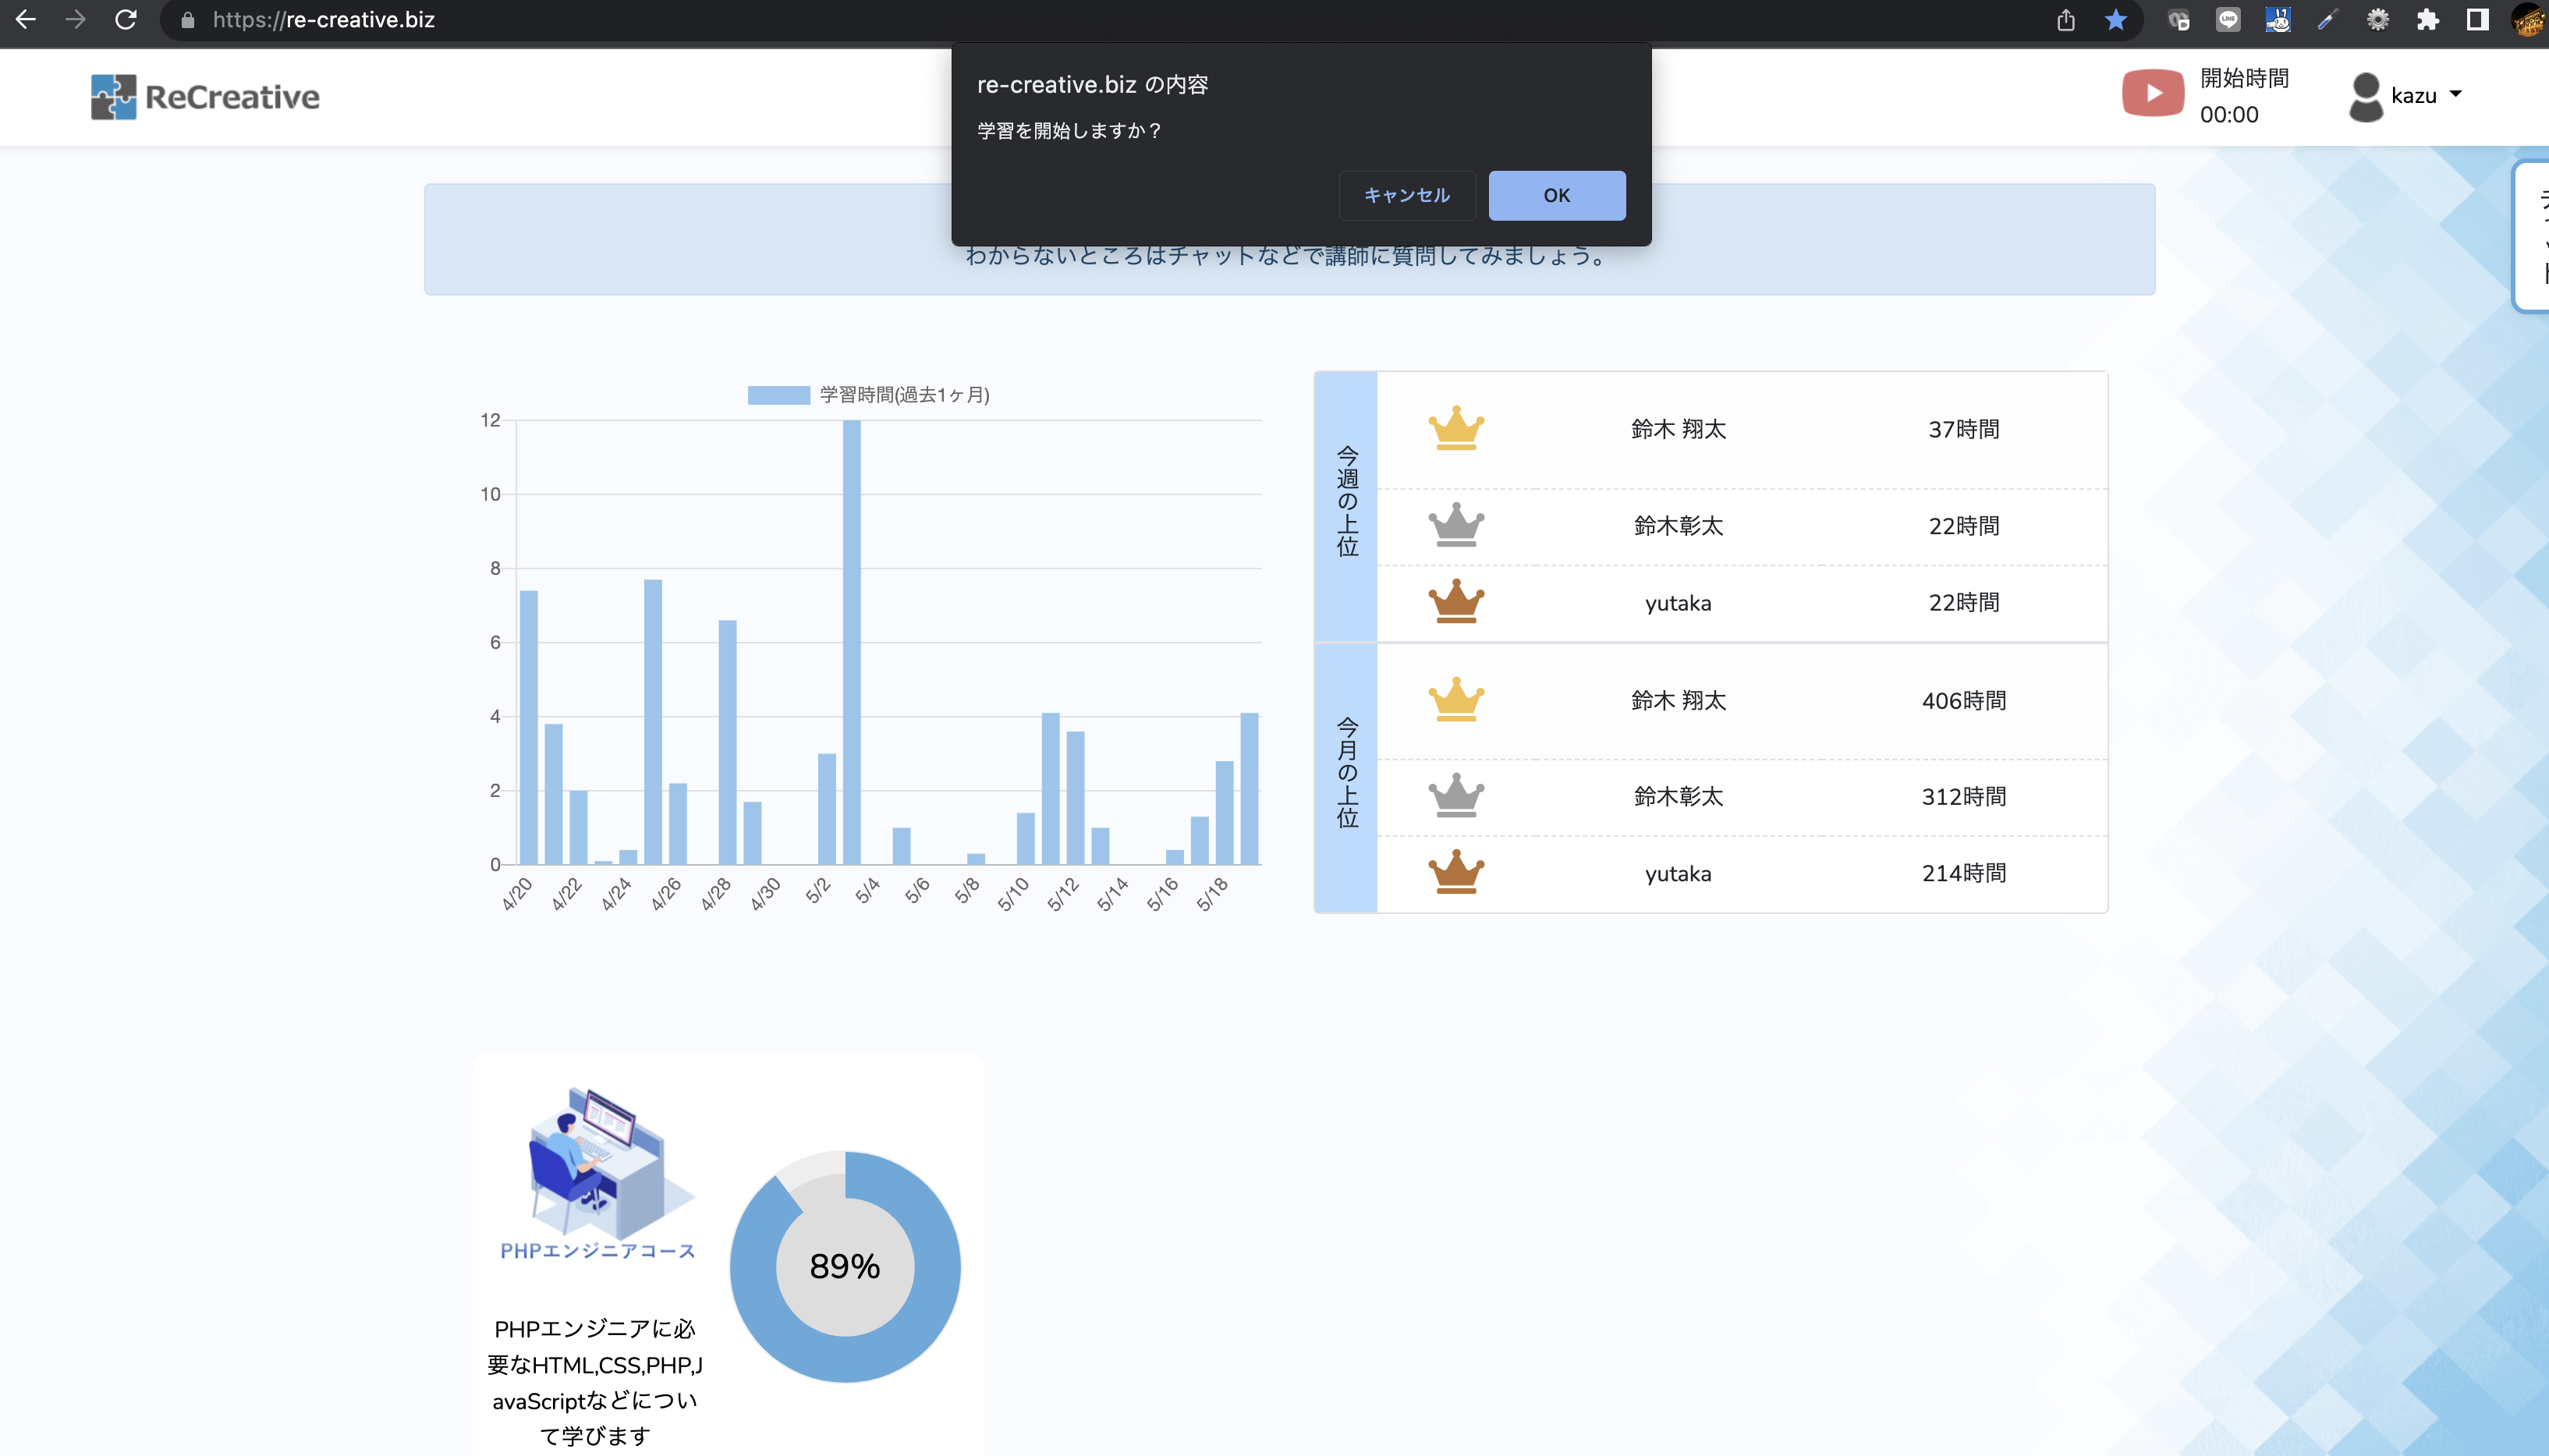 https://re-creative.biz
ReCreative
re-creative.biz の内容
学習を開始しますか？
キャンセル
OK
開始時間
00:00
kazu
わからないところはチャットなどで講師に質問してみましょう。
学習時間(過去1ヶ月)
12
10
8
6
4
2
0
4/20
4/22
4/24
4/26
4/28
4/30
5/2
5/4
5/6
5/8
5/10
5/12
5/14
5/16
5/18
今週の上位
鈴木 翔太 37時間
鈴木彰太 22時間
yutaka 22時間
今月の上位
鈴木 翔太 406時間
鈴木彰太 312時間
yutaka 214時間
PHPエンジニアコース
89%
PHPエンジニアに必
要なHTML,CSS,PHP,J
avaScriptなどについ
て学びます